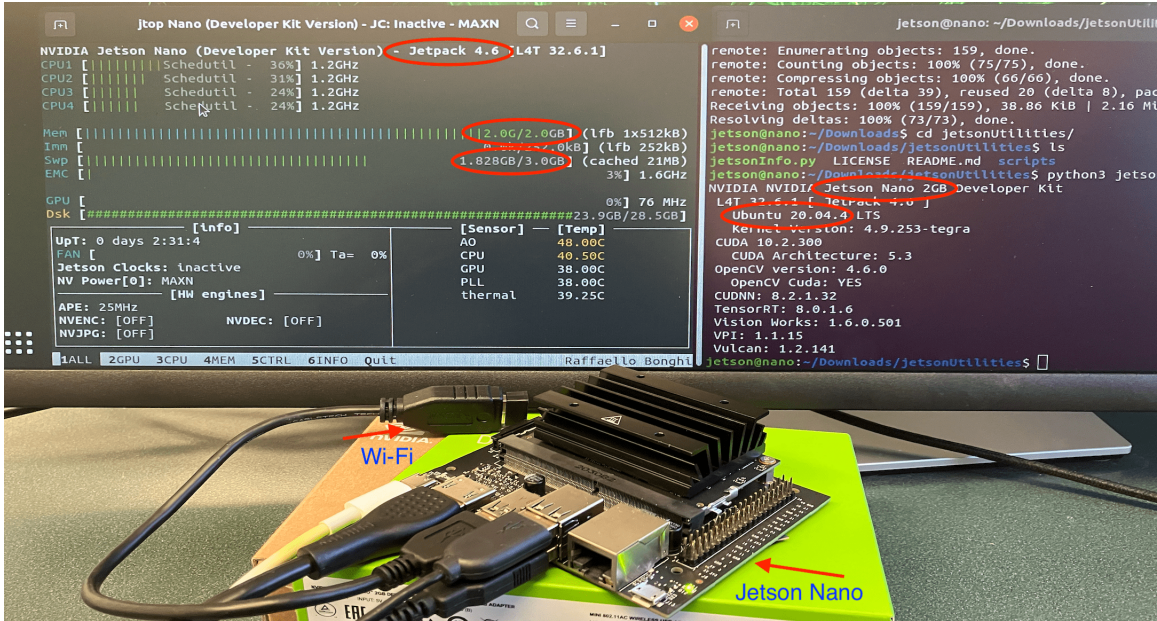 jtop Nano (Developer Kit Version) - JC: Inactive - MAXN
NVIDIA Jetson Nano (Developer Kit Version) - Jetpack 4.6 [L4T 32.6.1]
CPU1 [||||||||||Schedutil - 36%] 1.2GHz
CPU2 [|||||||| Schedutil - 31%] 1.2GHz
CPU3 [||||||| Schedutil - 24%] 1.2GHz
CPU4 [||||||| Schedutil - 24%] 1.2GHz
Mem [||||||||||||||||||||||||||||||||||||||||||||||2.0G/2.0GB] (lfb 1x512kB)
Imm [ 0kB] (lfb 252kB)
Swp [||||||||||||||||||||||||||||||||| 1.828GB/3.0GB] (cached 21MB)
EMC [| 3%] 1.6GHz
GPU [ 0%] 76 MHz
Dsk [##########################################################23.9GB/28.5GB]
[info]
UpT: 0 days 2:31:4
FAN [ 0%] Ta= 0%
Jetson Clocks: inactive
NV Power[0]: MAXN
[HW engines]
APE: 25MHz
NVENC: [OFF] NVDEC: [OFF]
NVJPG: [OFF]
[Sensor] [Temp]
AO 48.00C
CPU 40.50C
GPU 38.00C
PLL 38.00C
thermal 39.25C
1ALL 2GPU 3CPU 4MEM 5CTRL 6INFO Quit Raffaello Bonghi
jetson@nano: ~/Downloads/jetsonUtili
remote: Enumerating objects: 159, done.
remote: Counting objects: 100% (75/75), done.
remote: Compressing objects: 100% (66/66), done.
remote: Total 159 (delta 39), reused 20 (delta 8), pac
Receiving objects: 100% (159/159), 38.86 KiB | 2.16 Mi
Resolving deltas: 100% (73/73), done.
jetson@nano:~/Downloads$ cd jetsonUtilities/
jetson@nano:~/Downloads/jetsonUtilities$ ls
jetsonInfo.py LICENSE README.md scripts
jetson@nano:~/Downloads/jetsonUtilities$ python3 jetso
NVIDIA NVIDIA Jetson Nano 2GB Developer Kit
L4T 32.6.1 [ JetPack 4.6 ]
Ubuntu 20.04.4 LTS
Kernel Version: 4.9.253-tegra
CUDA 10.2.300
CUDA Architecture: 5.3
OpenCV version: 4.6.0
OpenCV Cuda: YES
CUDNN: 8.2.1.32
TensorRT: 8.0.1.6
Vision Works: 1.6.0.501
VPI: 1.1.15
Vulcan: 1.2.141
jetson@nano:~/Downloads/jetsonUtilities$
NVIDIA.
Wi-Fi
Jetson Nano
EAC
ADAPTER
MINI 802.11AC WIRELESS